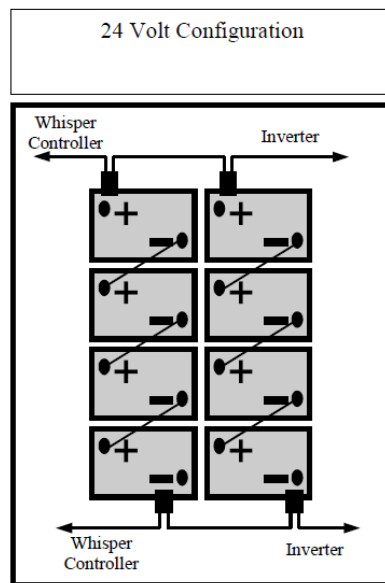 24 Volt Configuration
Whisper
Controller
Inverter
+
+
−
−
+
+
−
−
+
+
−
−
+
+
−
−
Whisper
Controller
Inverter